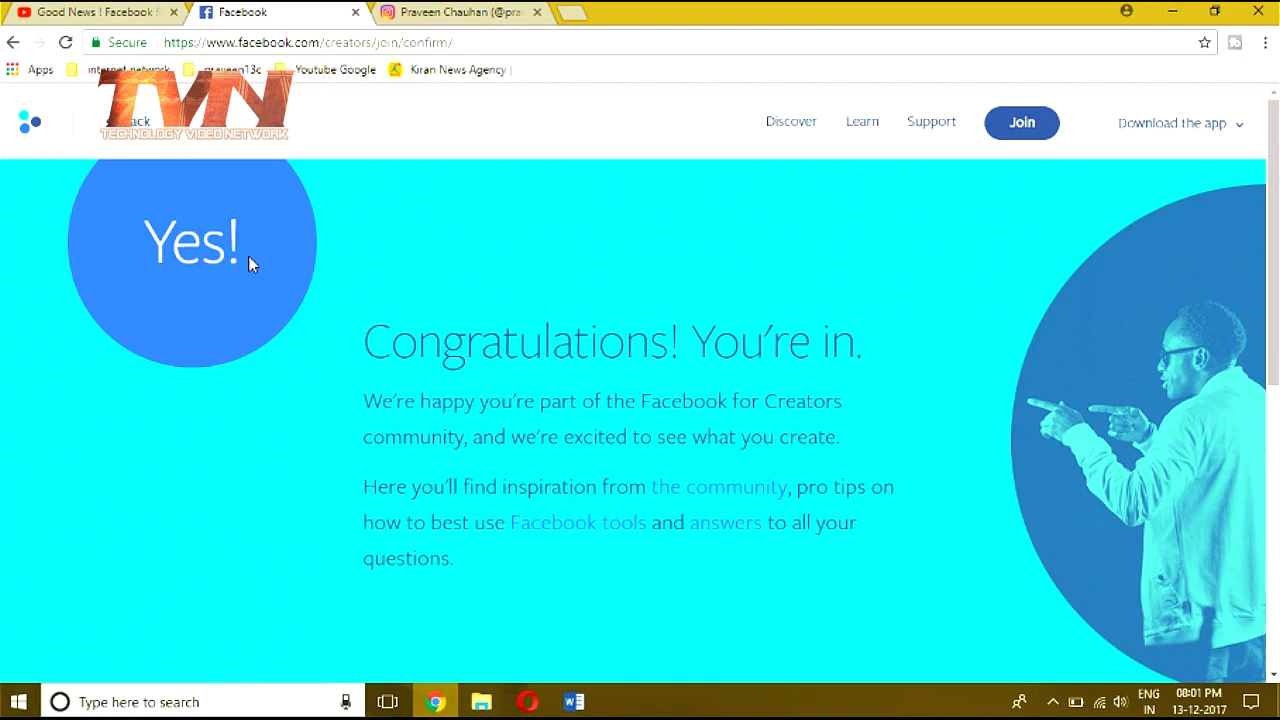 Good News ! Facebook f
Facebook
Praveen Chauhan (@pra
Secure
https://www.facebook.com/creators/join/confirm/
Apps
internet network
praveen13c
Youtube Google
Kiran News Agency
TVN
TECHNOLOGY VIDEO NETWORK
Discover
Learn
Support
Join
Download the app
Yes!
Congratulations! You're in.
We're happy you're part of the Facebook for Creators
community, and we're excited to see what you create.
Here you'll find inspiration from the community, pro tips on
how to best use Facebook tools and answers to all your
questions.
Type here to search
ENG
IN
08:01 PM
13-12-2017